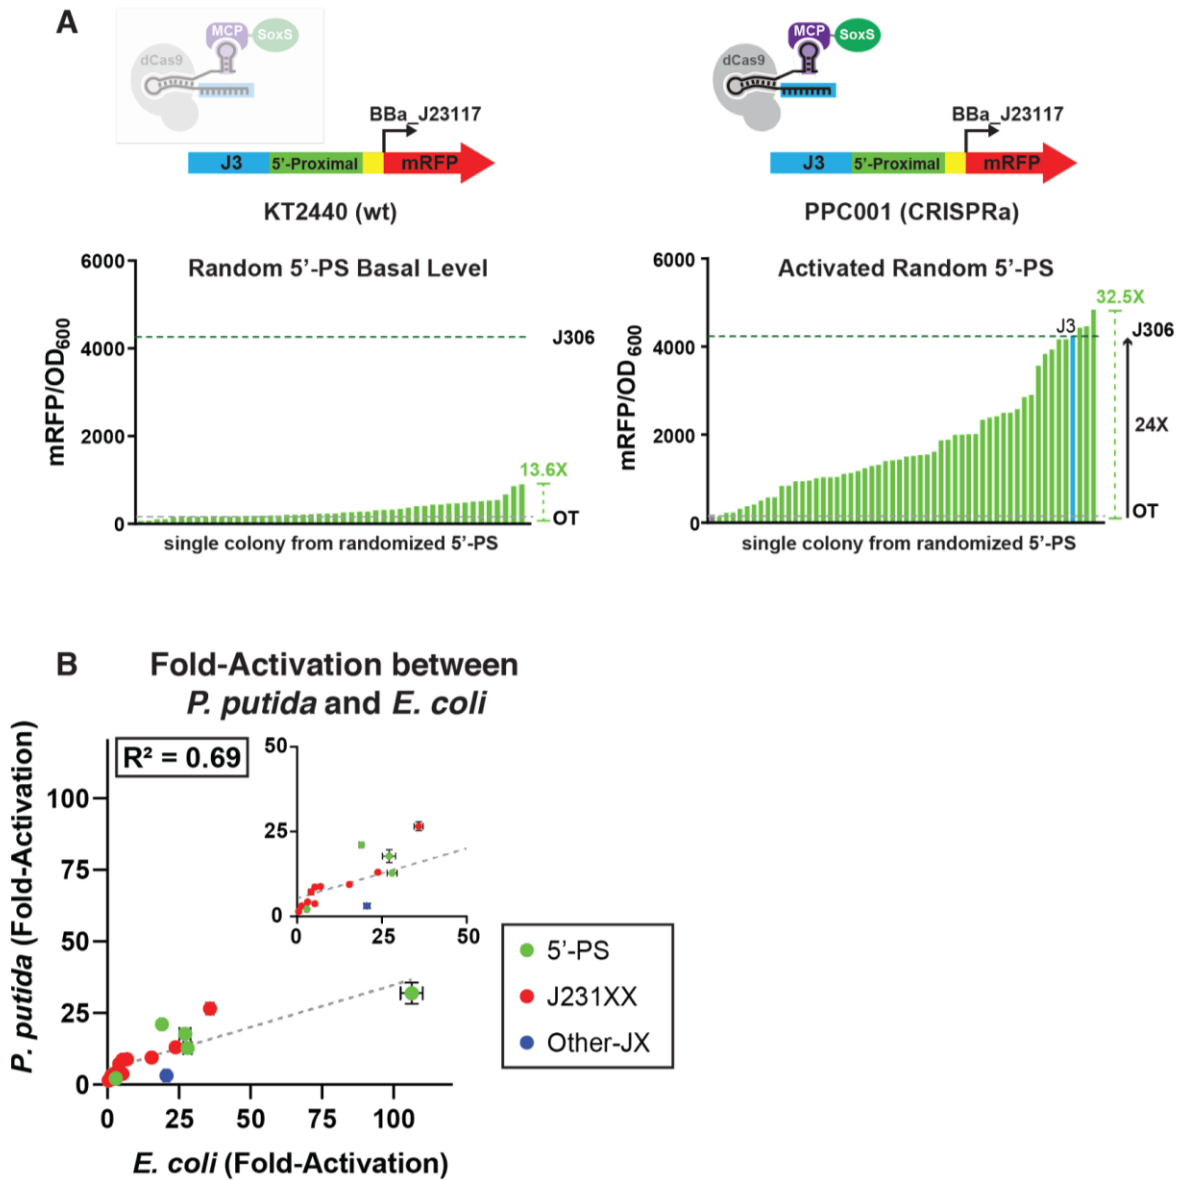 A
MCP
SoxS
dCas9
BBa_J23117
J3
5'-Proximal
mRFP
KT2440 (wt)
MCP
SoxS
dCas9
BBa_J23117
J3
5'-Proximal
mRFP
PPC001 (CRISPRa)
Random 5'-PS Basal Level
mRFP/OD600
6000
4000
2000
0
J306
13.6X
OT
single colony from randomized 5'-PS
Activated Random 5'-PS
mRFP/OD600
6000
4000
2000
0
32.5X
J3
J306
24X
OT
single colony from randomized 5'-PS
B
Fold-Activation between
P. putida and E. coli
R² = 0.69
P. putida (Fold-Activation)
100
75
50
25
0
0
25
50
75
100
E. coli (Fold-Activation)
50
25
0
0
25
50
5'-PS
J231XX
Other-JX